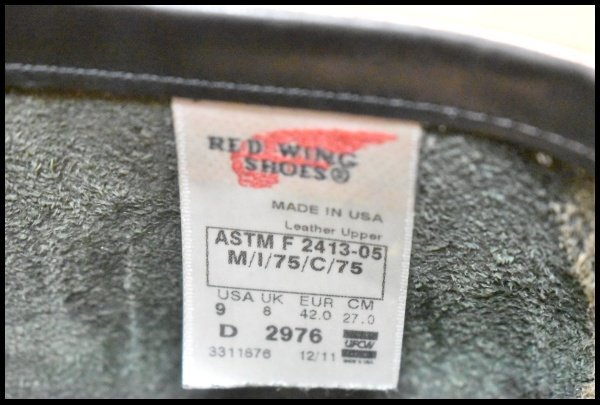 RED WING
SHOES®
MADE IN USA
Leather Upper
ASTM F 2413-05
M/I/75/C/75
USA UK EUR CM
9 8 42.0 27.0
D 2976
UFCW
3311876 12/11